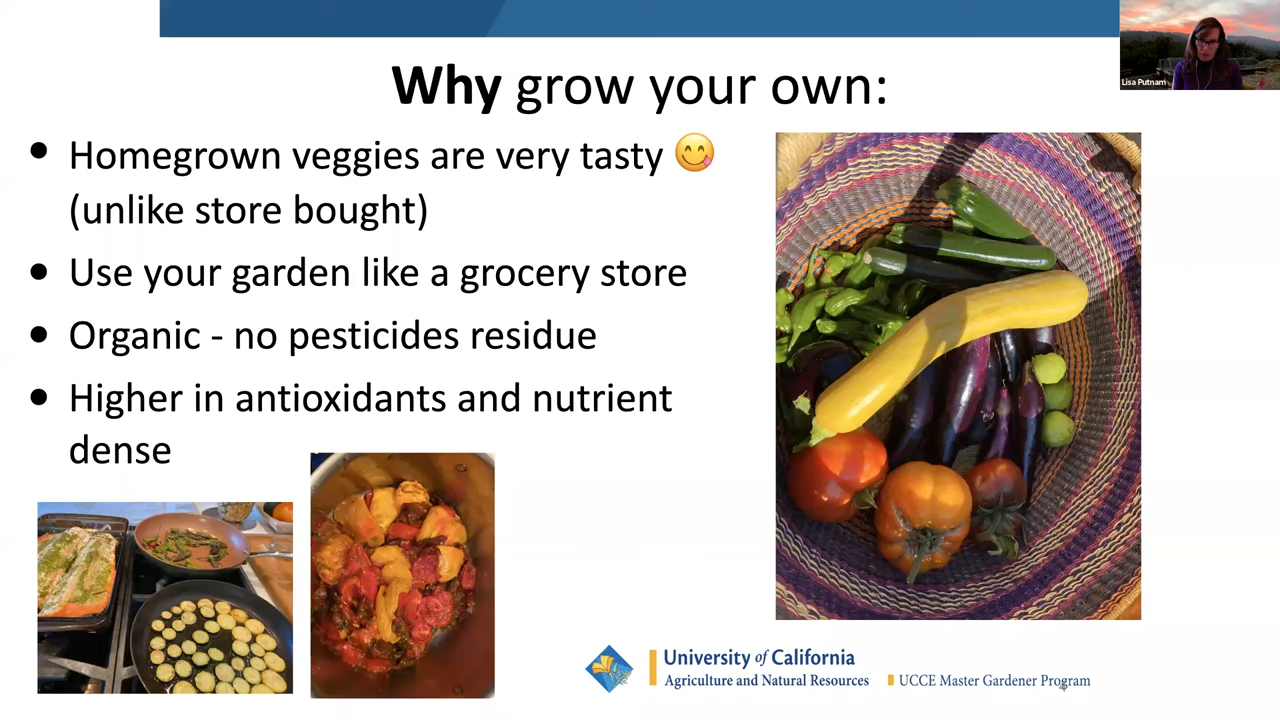 Lisa Putnam
Why grow your own:
• Homegrown veggies are very tasty 😋
(unlike store bought)
• Use your garden like a grocery store
• Organic - no pesticides residue
• Higher in antioxidants and nutrient
dense
University of California
Agriculture and Natural Resources
UCCE Master Gardener Program